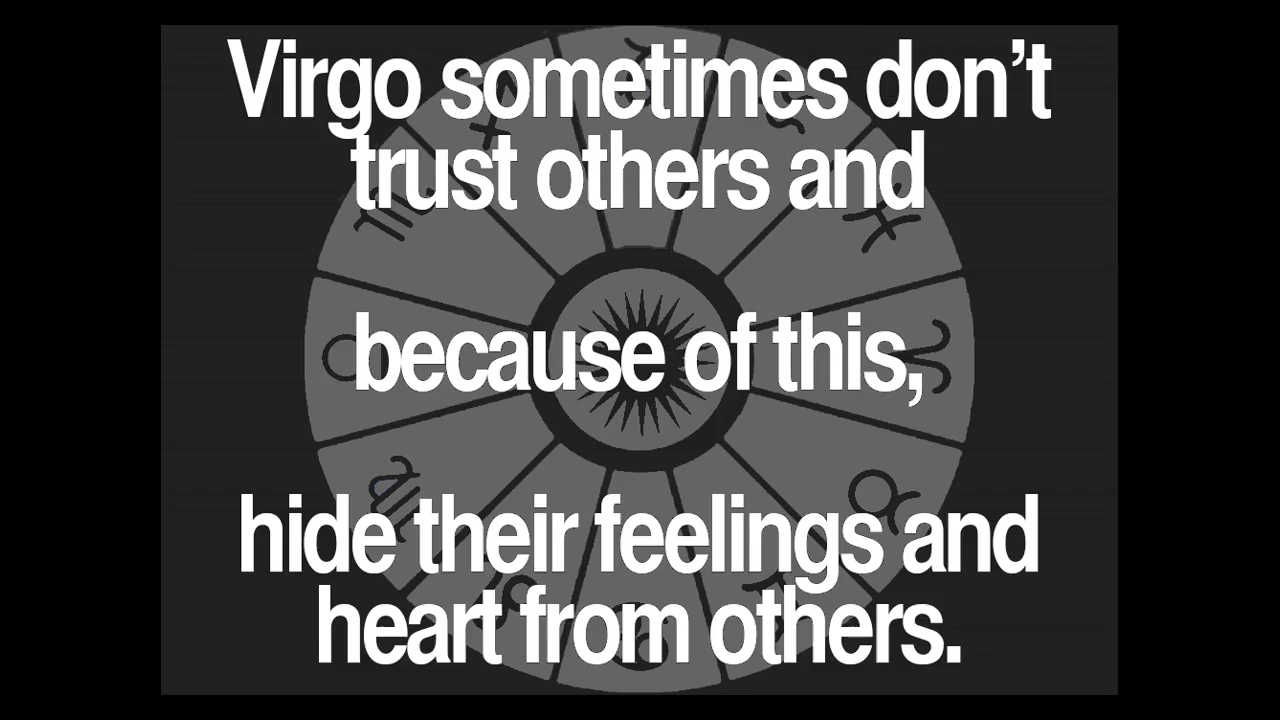 Virgo sometimes don’t
trust others and
because of this,
hide their feelings and
heart from others.